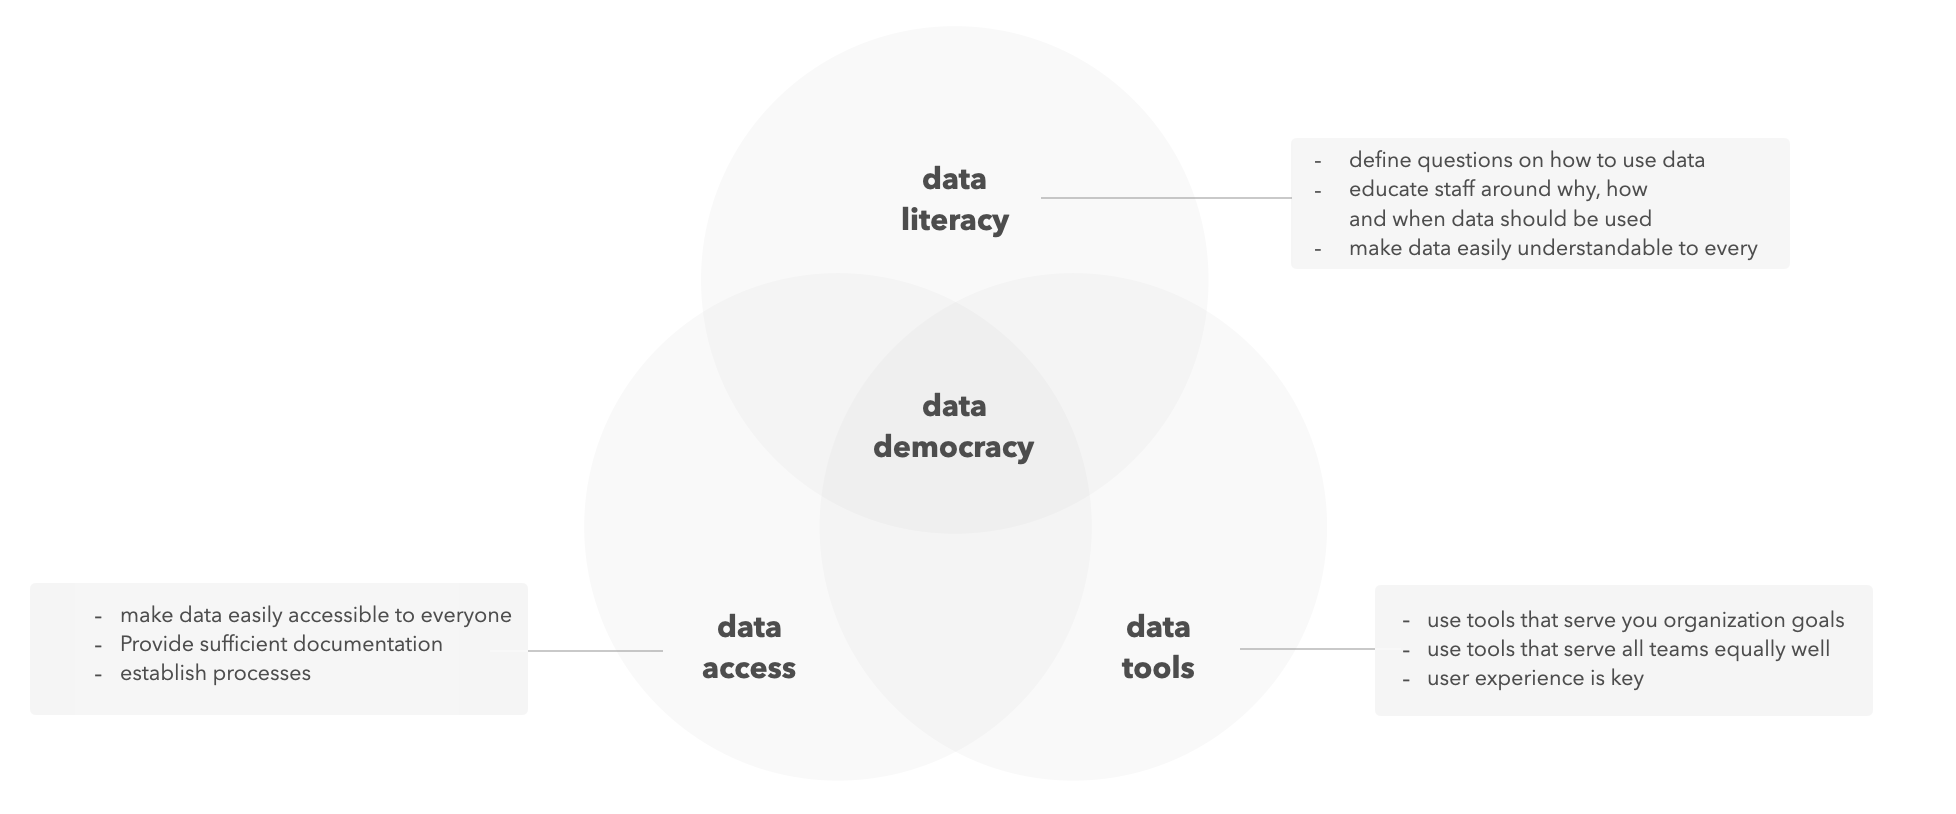 data
literacy
- define questions on how to use data
- educate staff around why, how
and when data should be used
- make data easily understandable to every
data
democracy
- make data easily accessible to everyone
- Provide sufficient documentation
- establish processes
data
access
data
tools
- use tools that serve you organization goals
- use tools that serve all teams equally well
- user experience is key